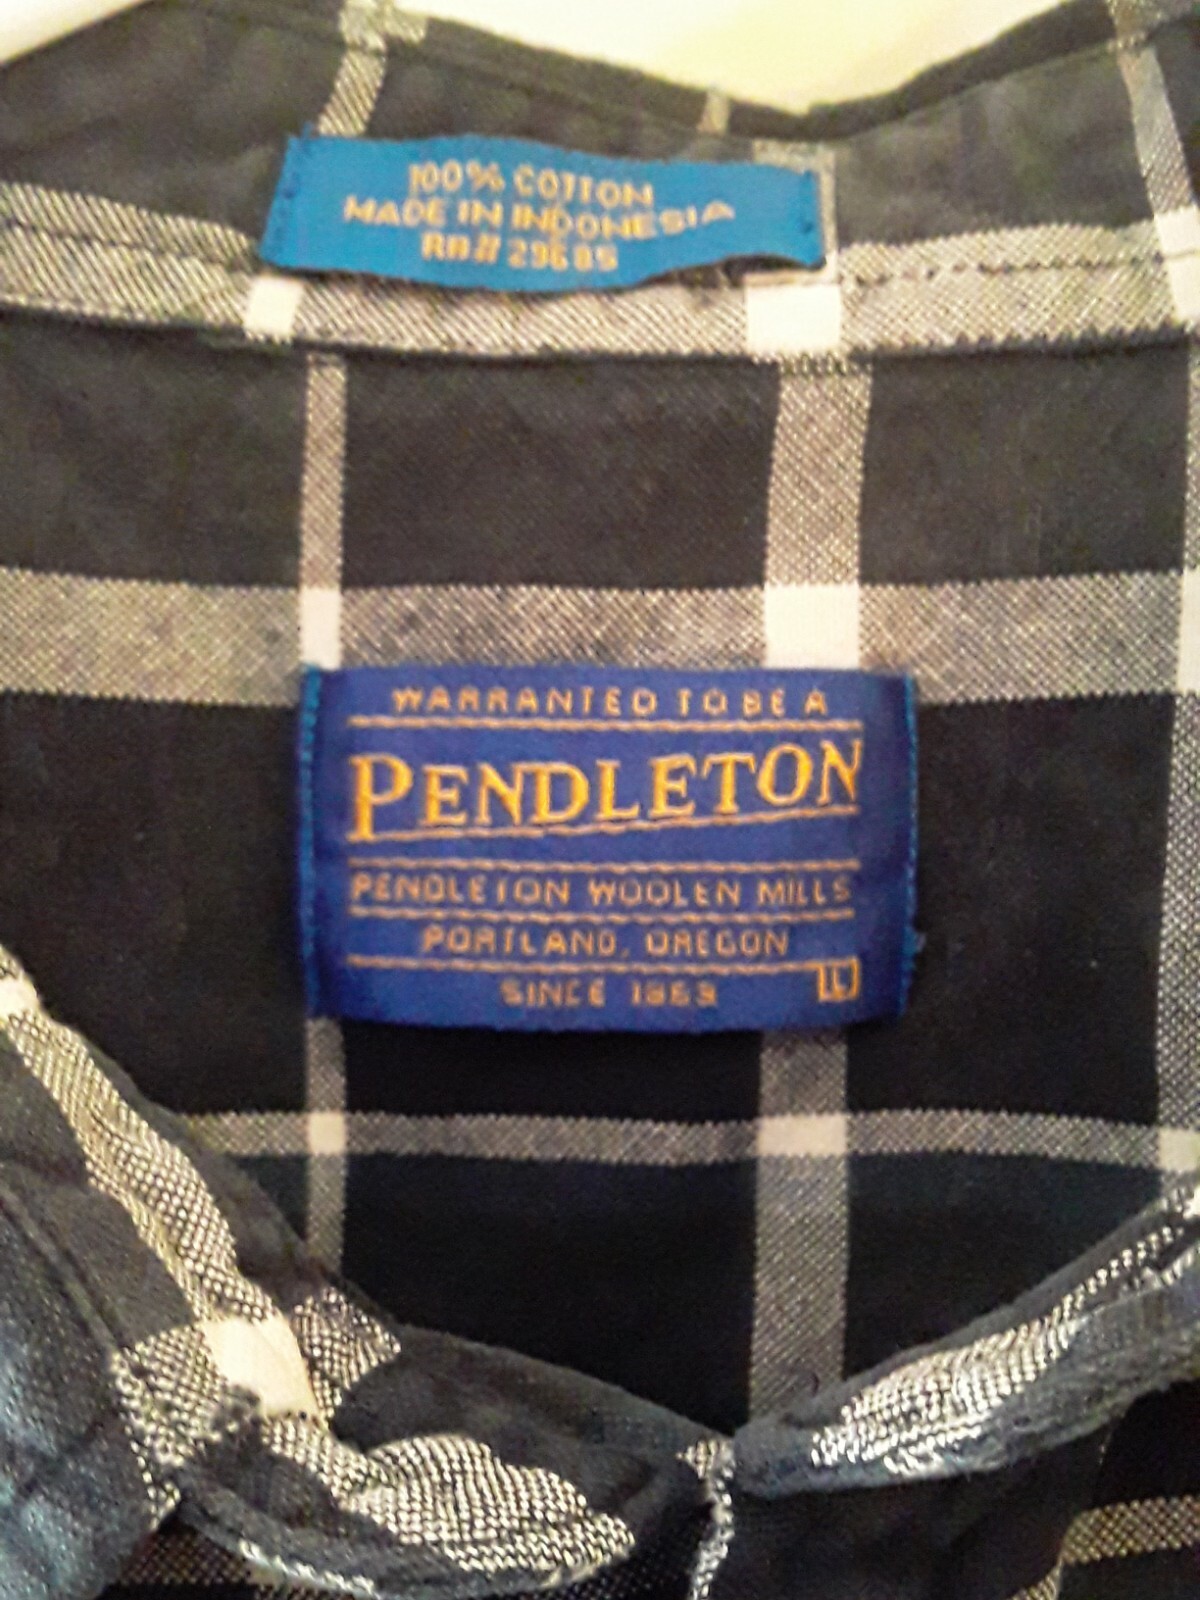 100% COTTON
MADE IN INDONESIA
RN# 29685
WARRANTED TO BE A
PENDLETON
PENDLETON WOOLEN MILLS
PORTLAND, OREGON
SINCE 1863
L